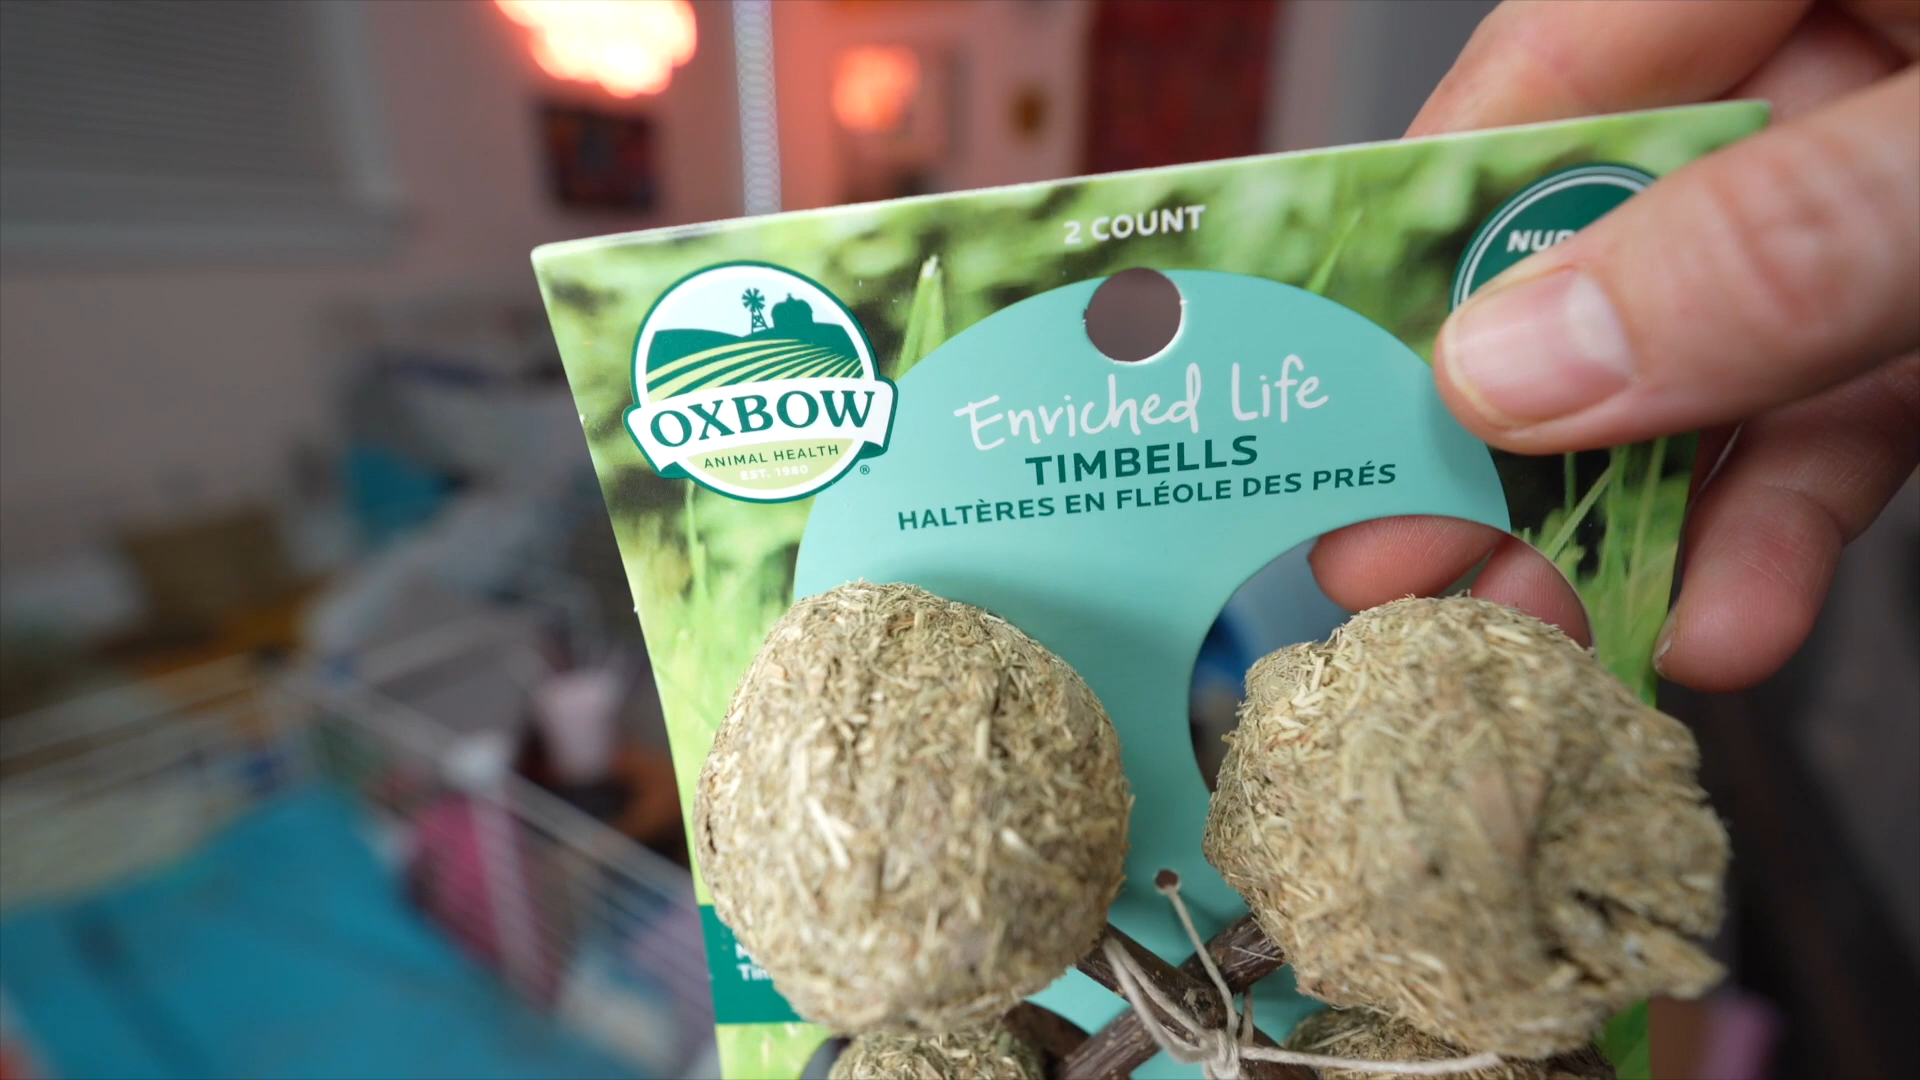 2 COUNT
OXBOW
ANIMAL HEALTH
EST. 1980
®
Enriched Life
TIMBELLS
HALTÈRES EN FLÉOLE DES PRÉS